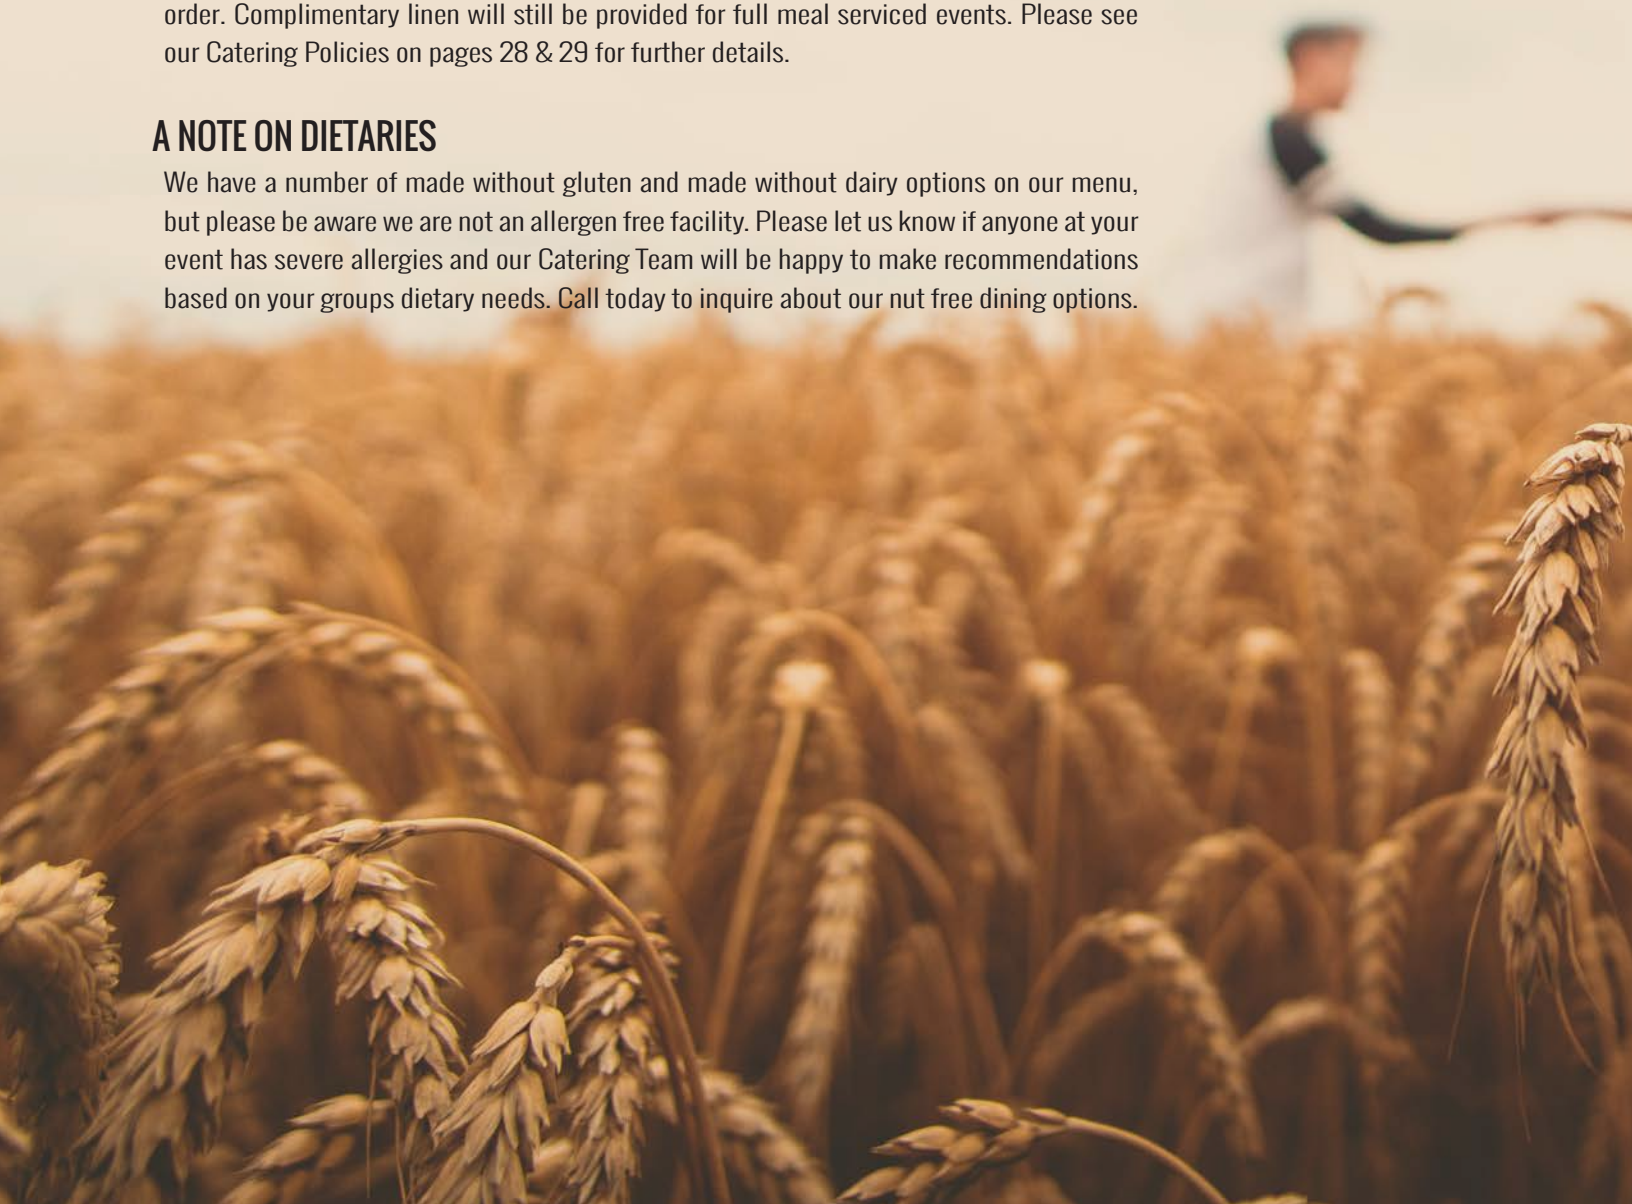 order. Complimentary linen will still be provided for full meal serviced events. Please see
our Catering Policies on pages 28 & 29 for further details.
A NOTE ON DIETARIES
We have a number of made without gluten and made without dairy options on our menu,
but please be aware we are not an allergen free facility. Please let us know if anyone at your
event has severe allergies and our Catering Team will be happy to make recommendations
based on your groups dietary needs. Call today to inquire about our nut free dining options.